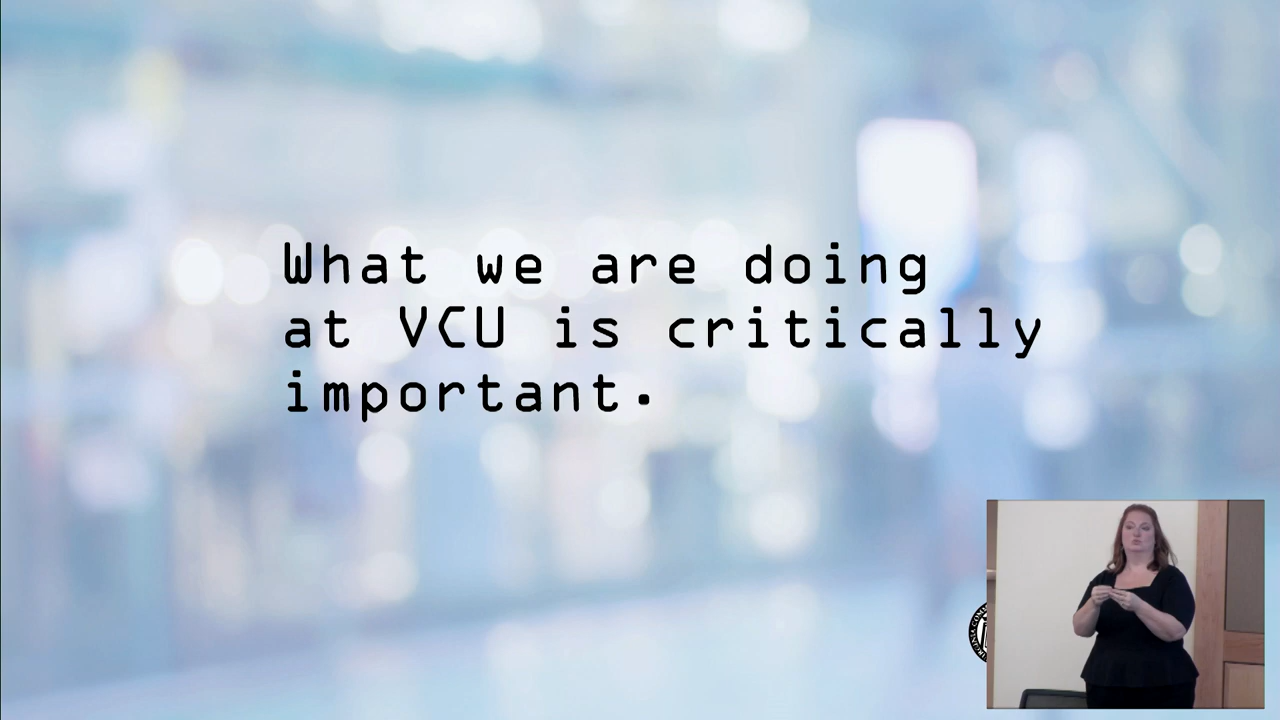 What we are doing
at VCU is critically
important.